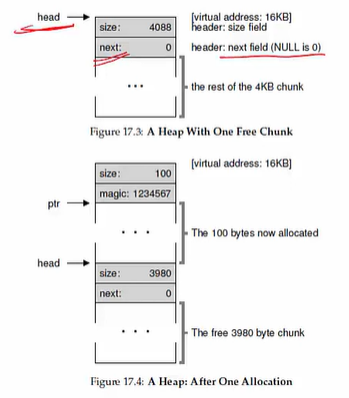 head
[virtual address: 16KB]
size: 4088
header: size field
next: 0
header: next field (NULL is 0)
• • •
the rest of the 4KB chunk
Figure 17.3: A Heap With One Free Chunk
[virtual address: 16KB]
size: 100
magic: 1234567
ptr
• • •
The 100 bytes now allocated
head
size: 3980
next: 0
• • •
The free 3980 byte chunk
Figure 17.4: A Heap: After One Allocation